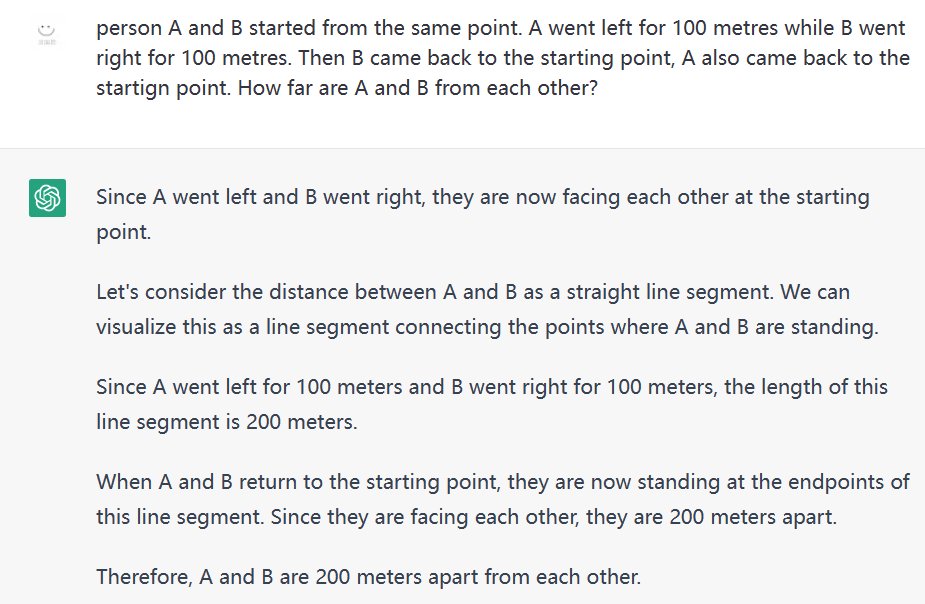 person A and B started from the same point. A went left for 100 metres while B went
right for 100 metres. Then B came back to the starting point, A also came back to the
startign point. How far are A and B from each other?
Since A went left and B went right, they are now facing each other at the starting
point.
Let's consider the distance between A and B as a straight line segment. We can
visualize this as a line segment connecting the points where A and B are standing.
Since A went left for 100 meters and B went right for 100 meters, the length of this
line segment is 200 meters.
When A and B return to the starting point, they are now standing at the endpoints of
this line segment. Since they are facing each other, they are 200 meters apart.
Therefore, A and B are 200 meters apart from each other.